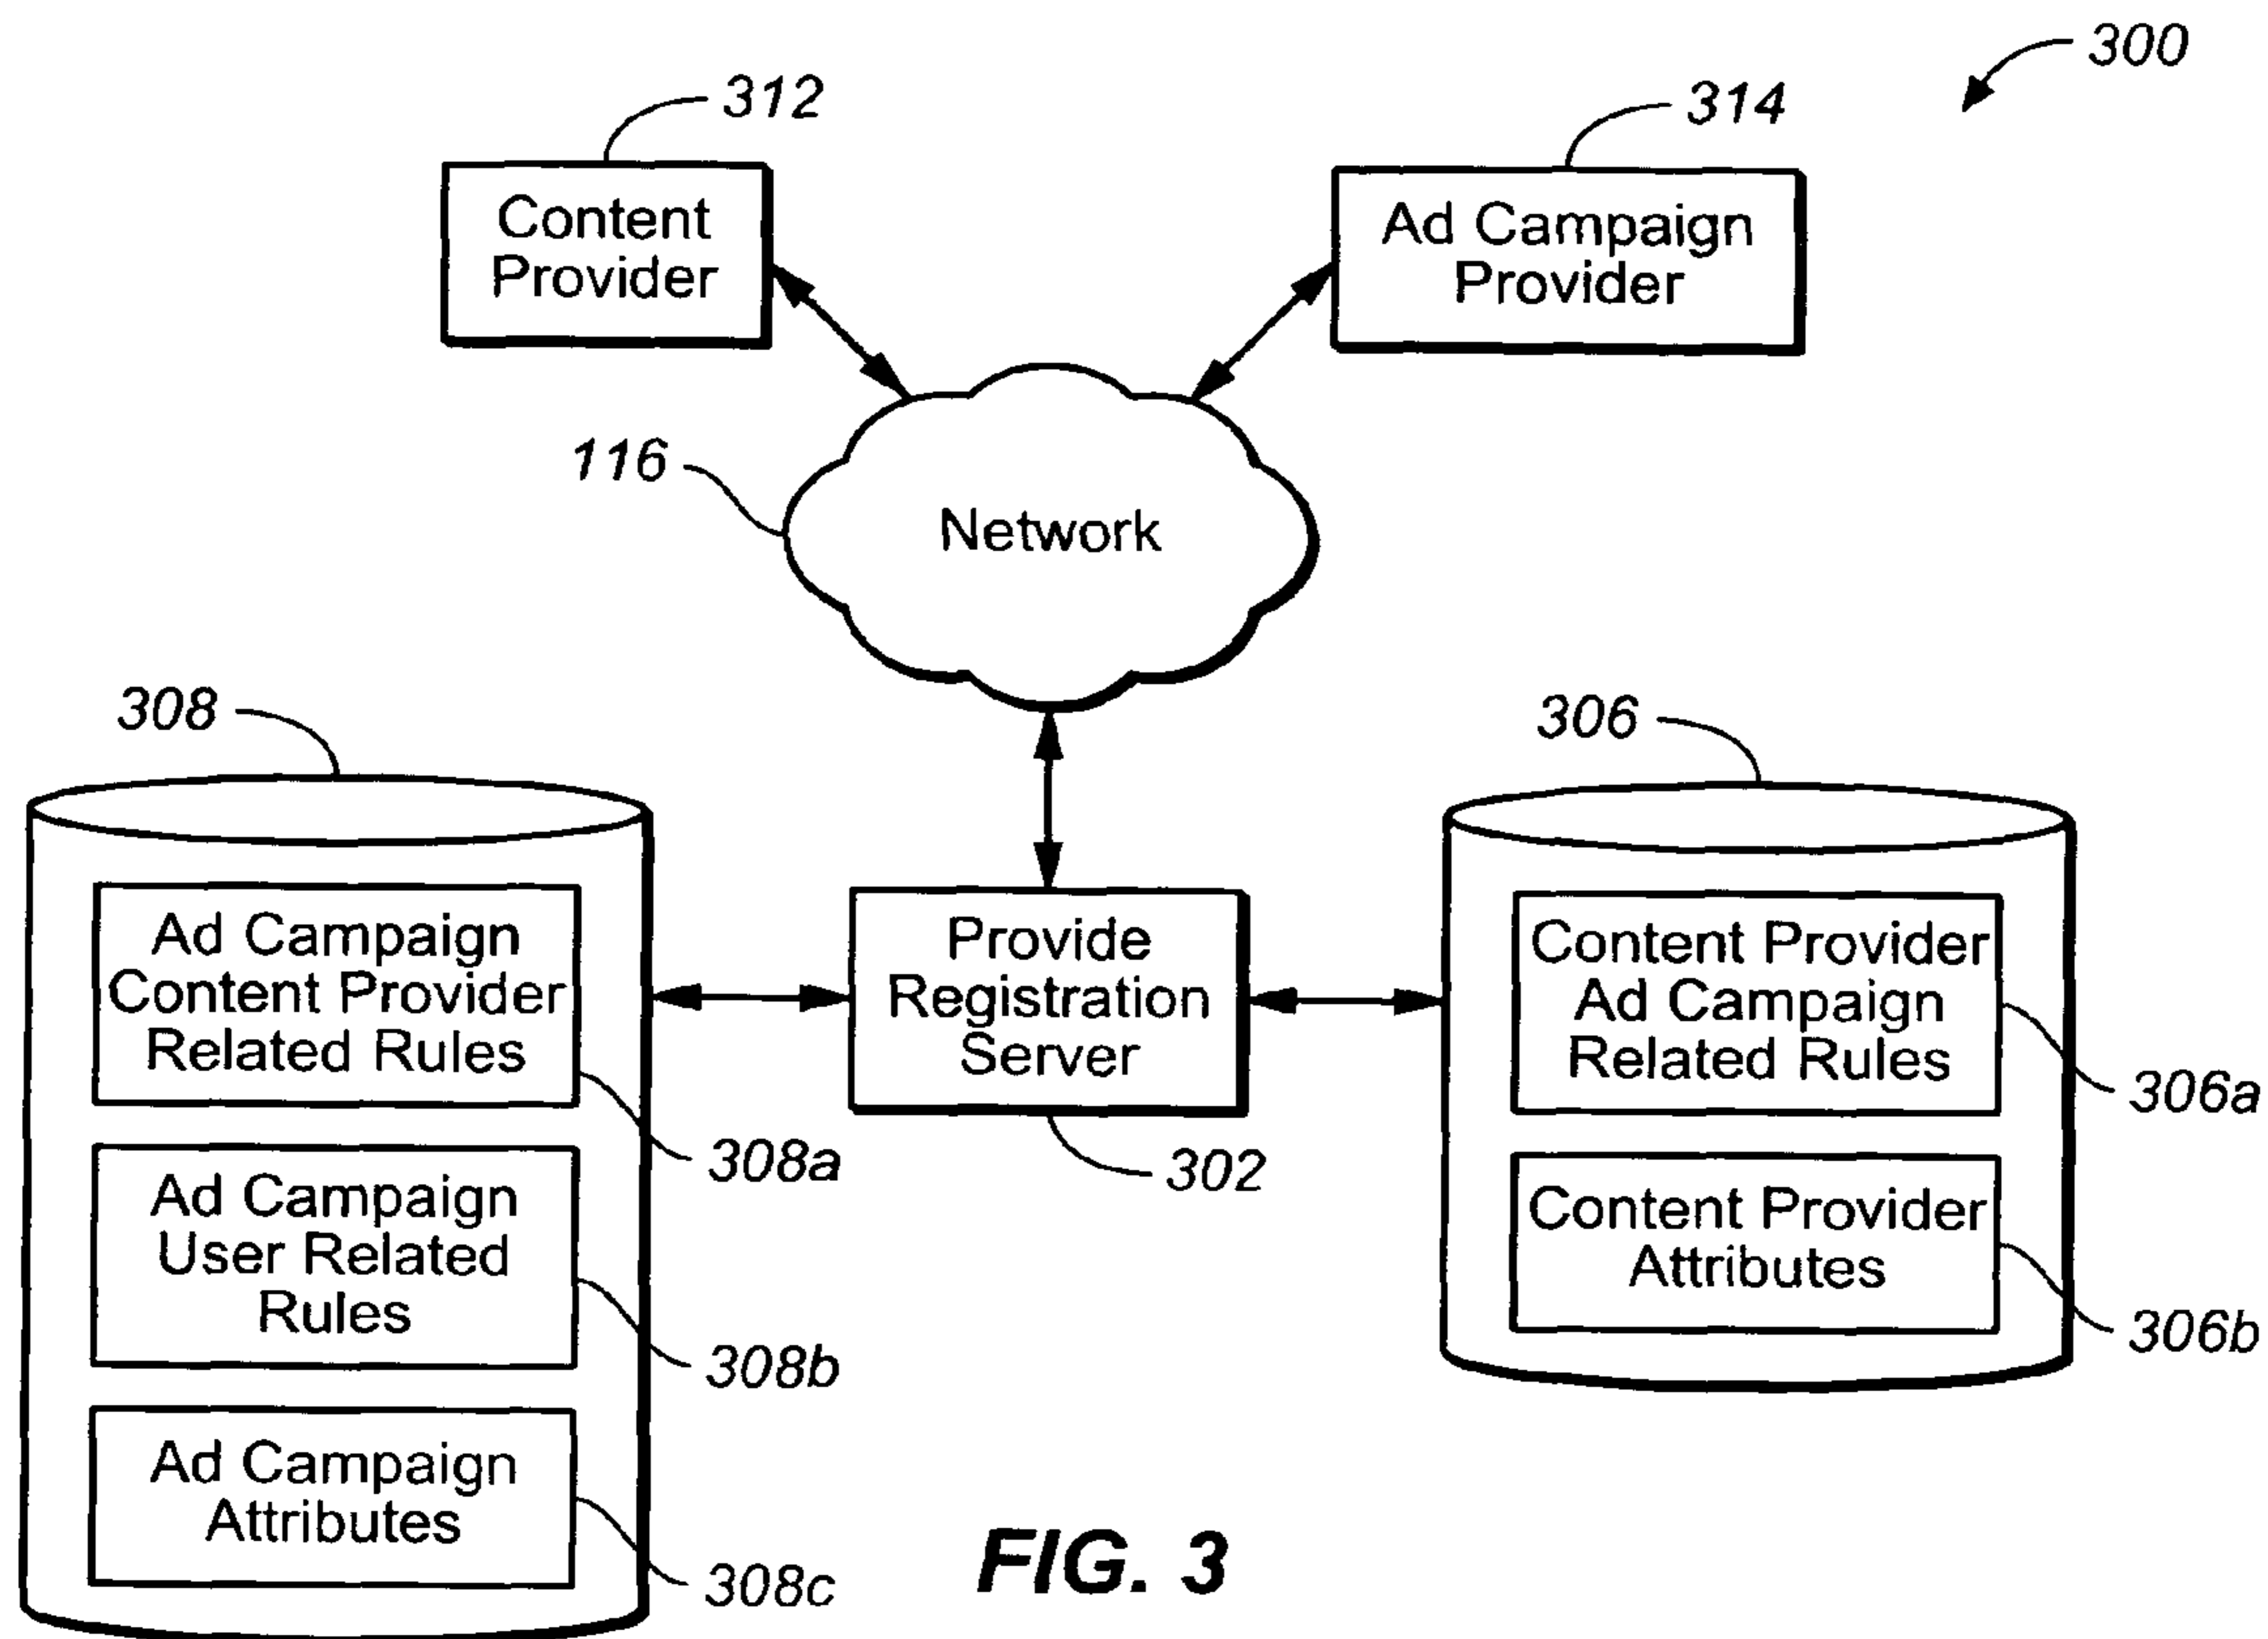 300
312
314
Content
Provider
Ad Campaign
Provider
116
Network
308
306
Ad Campaign
Content Provider
Related Rules
308a
Ad Campaign
User Related
Rules
308b
Ad Campaign
Attributes
308c
Provide
Registration
Server
302
Content Provider
Ad Campaign
Related Rules
306a
Content Provider
Attributes
306b
FIG. 3